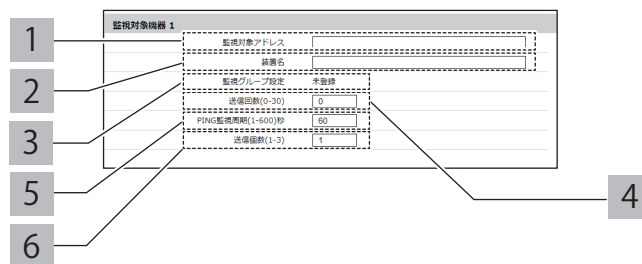 監視対象機器 1
1
監視対象アドレス
2
装置名
3
監視グループ設定 未登録
4
送信回数(0-30) 0
5
PING監視周期(1-600)秒 60
6
送信個数(1-3) 1